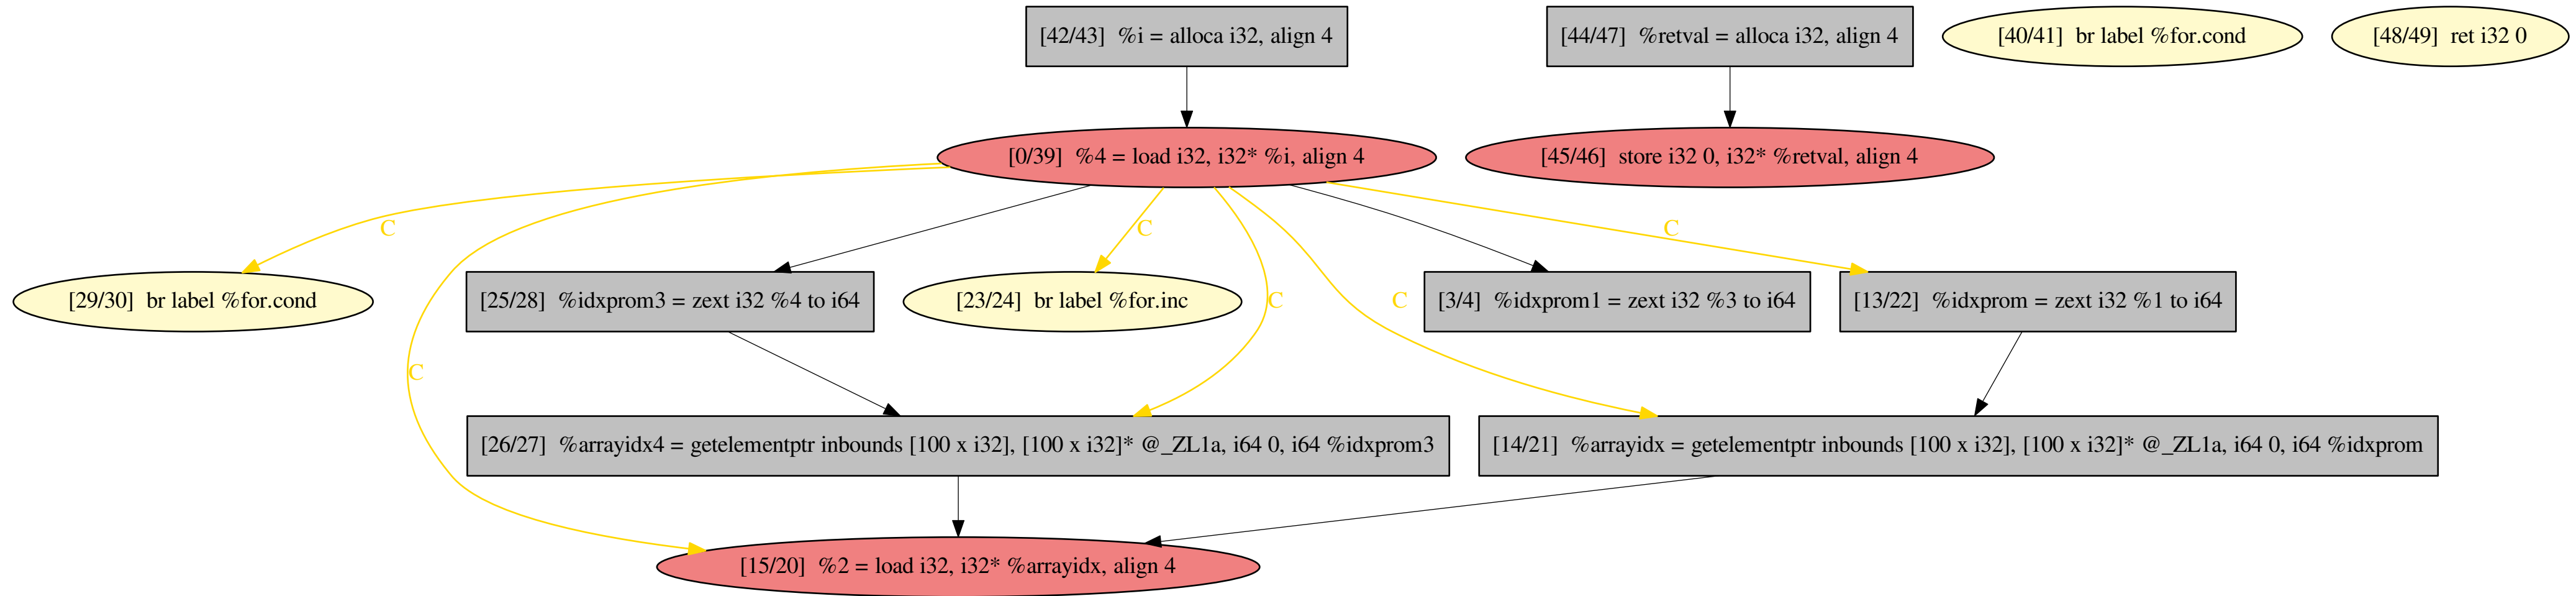 [42/43] %i = alloca i32, align 4
[44/47] %retval = alloca i32, align 4
[40/41] br label %for.cond
[48/49] ret i32 0
[0/39] %4 = load i32, i32* %i, align 4
[45/46] store i32 0, i32* %retval, align 4
C
C
C
[29/30] br label %for.cond
[25/28] %idxprom3 = zext i32 %4 to i64
[23/24] br label %for.inc
C
C
[3/4] %idxprom1 = zext i32 %3 to i64
[13/22] %idxprom = zext i32 %1 to i64
C
[26/27] %arrayidx4 = getelementptr inbounds [100 x i32], [100 x i32]* @_ZL1a, i64 0, i64 %idxprom3
[14/21] %arrayidx = getelementptr inbounds [100 x i32], [100 x i32]* @_ZL1a, i64 0, i64 %idxprom
[15/20] %2 = load i32, i32* %arrayidx, align 4